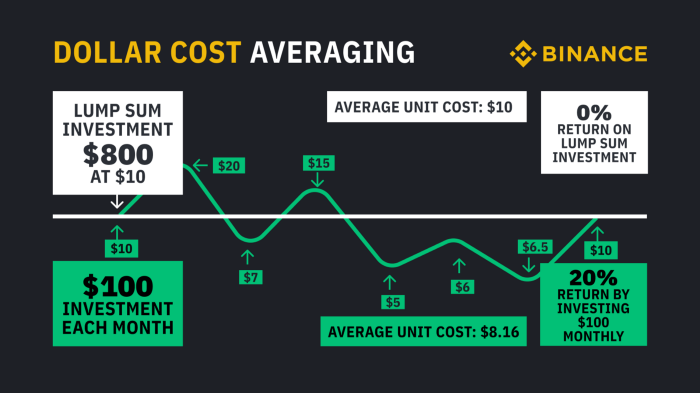 DOLLAR COST AVERAGING
BINANCE
LUMP SUM
INVESTMENT
$800
AT $10
AVERAGE UNIT COST: $10
0%
RETURN ON
LUMP SUM
INVESTMENT
$20
$15
$10
$7
$5
$6
$6.5
$10
$100
INVESTMENT
EACH MONTH
AVERAGE UNIT COST: $8.16
20%
RETURN BY
INVESTING
$100
MONTHLY